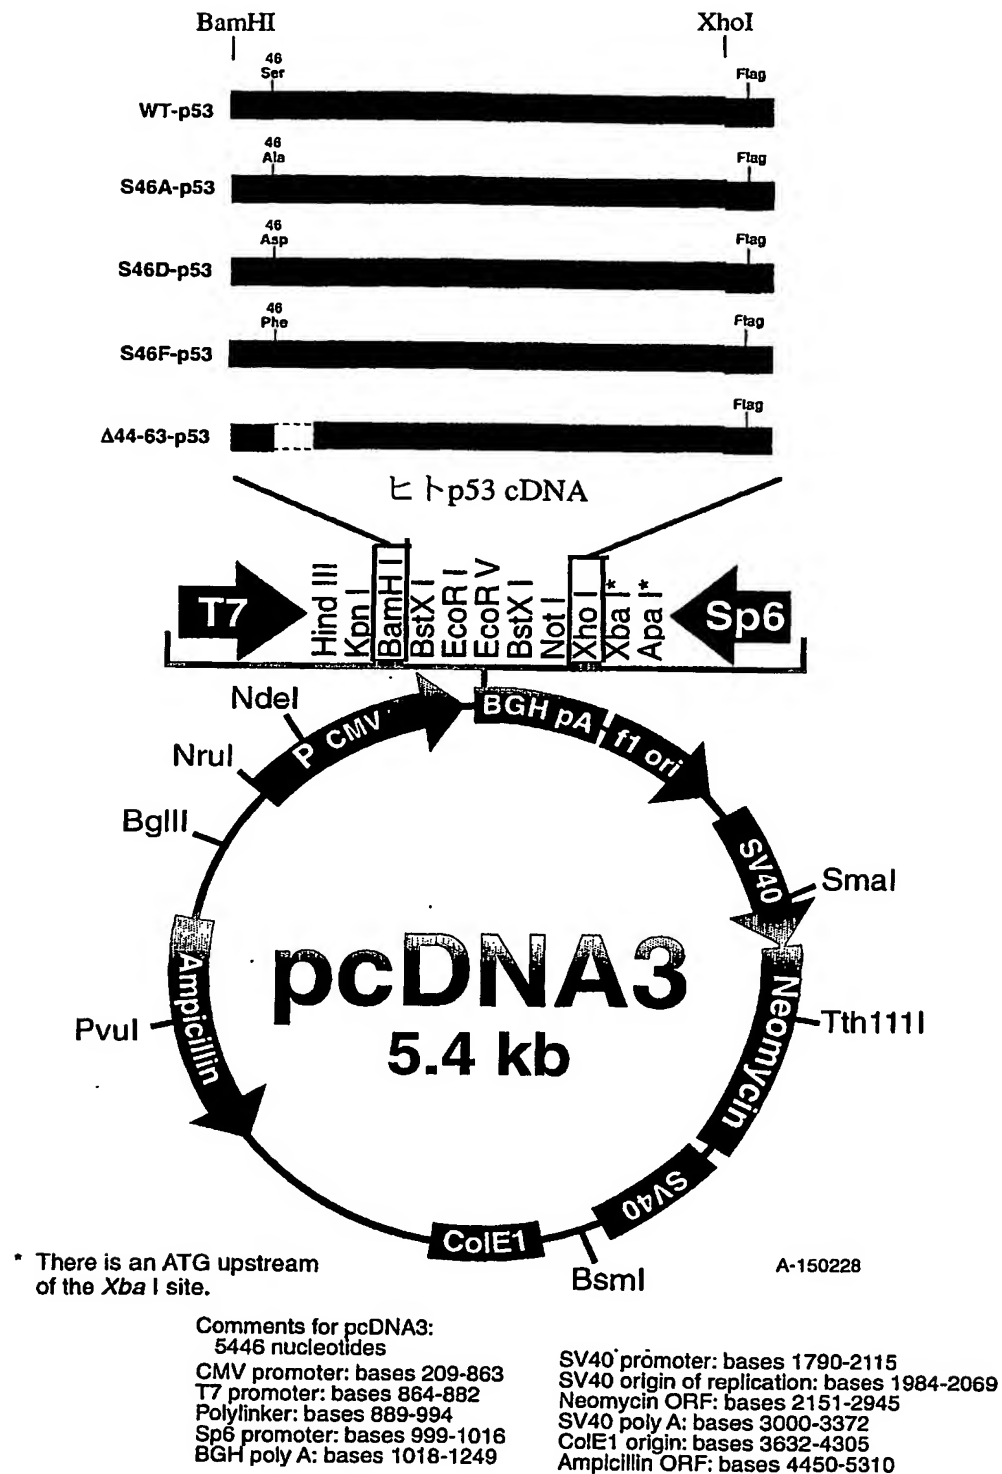 BamHI
XhoI
46
Ser
Flag
WT-p53
46
Ala
Flag
S46A-p53
46
Asp
Flag
S46D-p53
46
Phe
Flag
S46F-p53
Flag
Δ44-63-p53
ヒトp53 cDNA
T7
Hind III
Kpn I
BamH I
BstX I
EcoR I
EcoR V
BstX I
Not I
Xho I
Xba I*
Apa I*
Sp6
NdeI
NruI
BglII
PvuI
P CMV
BGH pA
f1 ori
SV40
SmaI
Neomycin
Tth111I
SV40
BsmI
ColE1
Ampicillin
pcDNA3
5.4 kb
* There is an ATG upstream
of the Xba I site.
A-150228
Comments for pcDNA3:
5446 nucleotides
CMV promoter: bases 209-863
T7 promoter: bases 864-882
Polylinker: bases 889-994
Sp6 promoter: bases 999-1016
BGH poly A: bases 1018-1249
SV40 promoter: bases 1790-2115
SV40 origin of replication: bases 1984-2069
Neomycin ORF: bases 2151-2945
SV40 poly A: bases 3000-3372
ColE1 origin: bases 3632-4305
Ampicillin ORF: bases 4450-5310